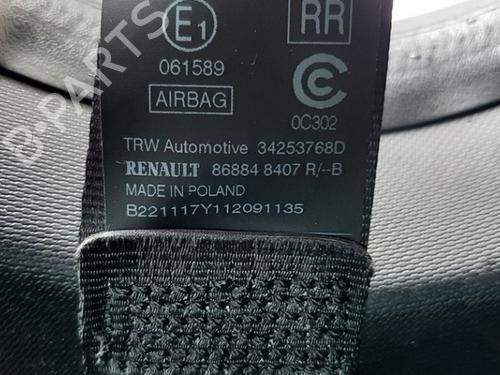 E1
RR
061589
C
AIRBAG
0C302
TRW Automotive 34253768D
RENAULT 86884 8407 R/--B
MADE IN POLAND
B221117Y112091135
B-PARTS